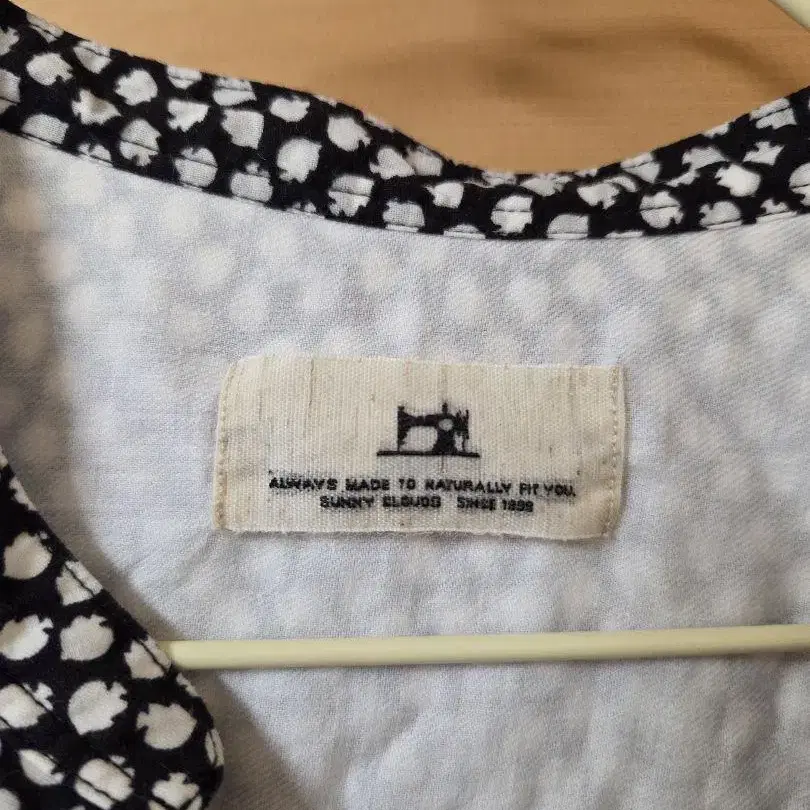 ALWAYS MADE TO NATURALLY FIT YOU.
SUNNY CLOUDS SINCE 1999